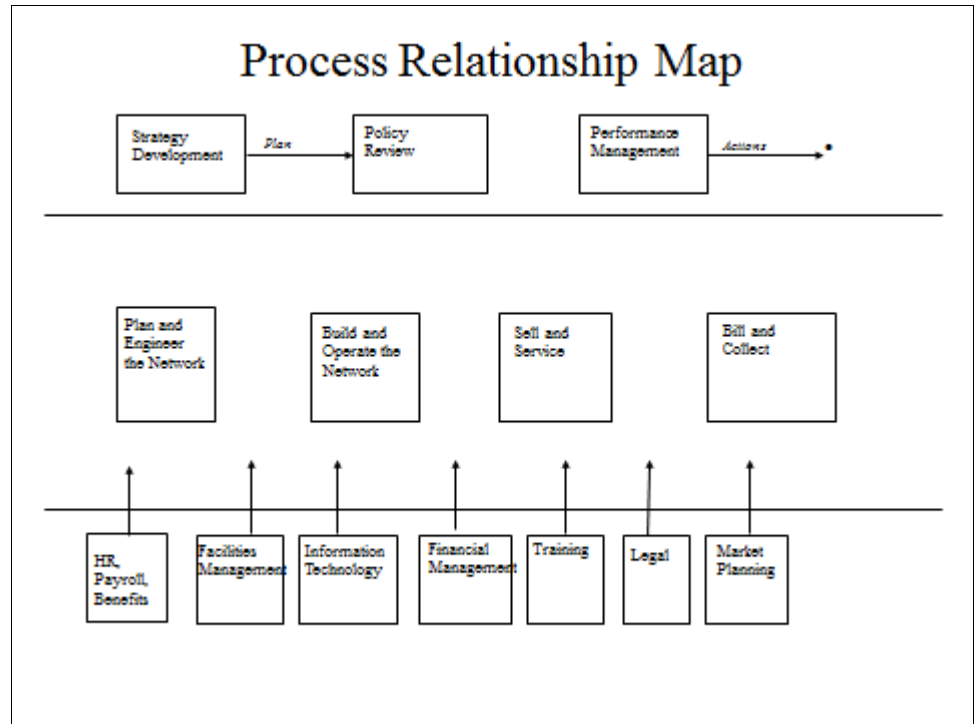 Process Relationship Map
Strategy
Development
Plan
Policy
Review
Performance
Management
Actions
Plan and
Engineer
the Network
Build and
Operate the
Network
Sell and
Service
Bill and
Collect
HR,
Payroll,
Benefits
Facilities
Management
Information
Technology
Financial
Management
Training
Legal
Market
Planning